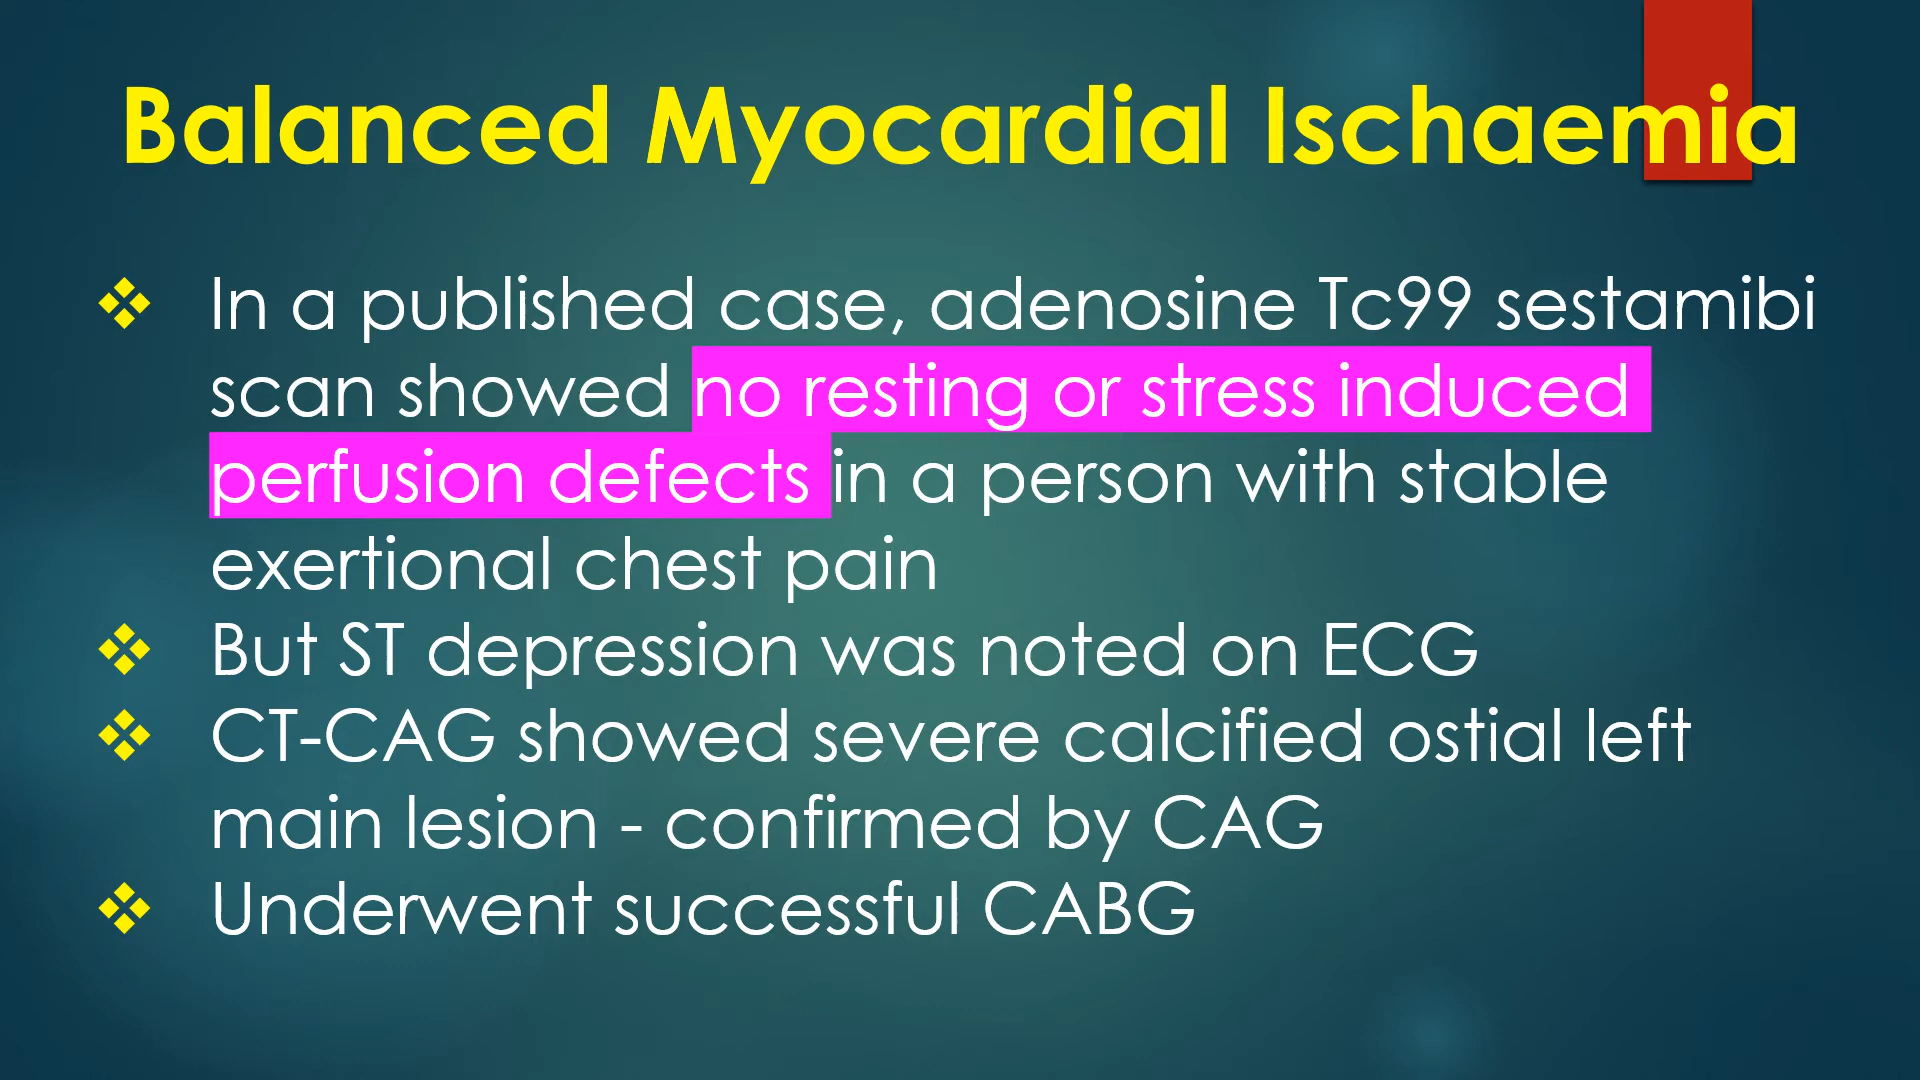 Balanced Myocardial Ischaemia
In a published case, adenosine Tc99 sestamibi
scan showed no resting or stress induced
perfusion defects in a person with stable
exertional chest pain
But ST depression was noted on ECG
CT-CAG showed severe calcified ostial left
main lesion - confirmed by CAG
Underwent successful CABG